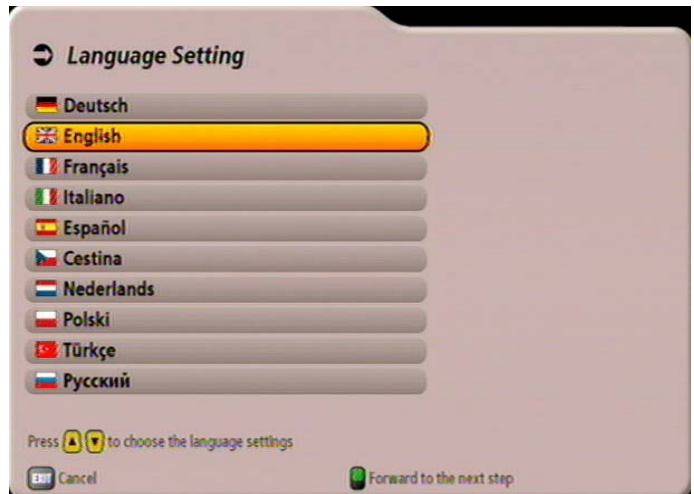 Language Setting
Deutsch
English
Français
Italiano
Español
Cestina
Nederlands
Polski
Türkçe
Русский
Press ▲ ▼ to choose the language settings
EXIT Cancel
Forward to the next step